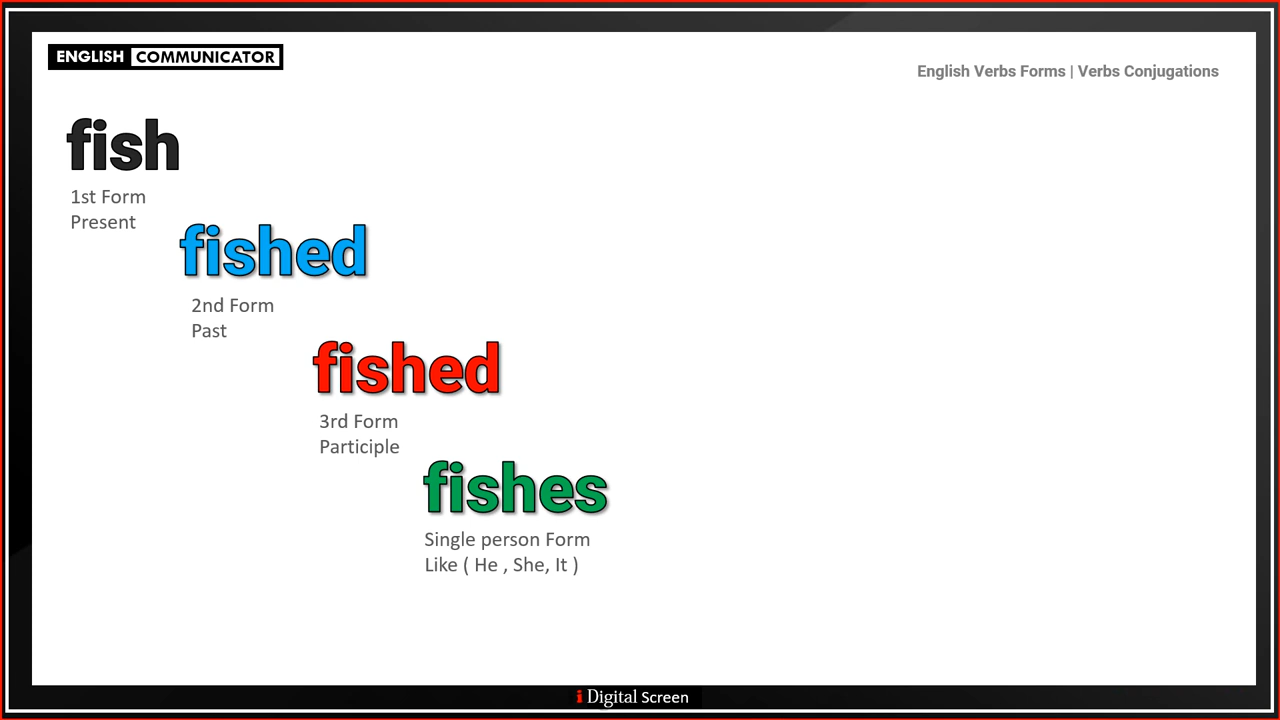 ENGLISH COMMUNICATOR
English Verbs Forms | Verbs Conjugations
fish
1st Form
Present
fished
2nd Form
Past
fished
3rd Form
Participle
fishes
Single person Form
Like ( He , She, It )
i Digital Screen